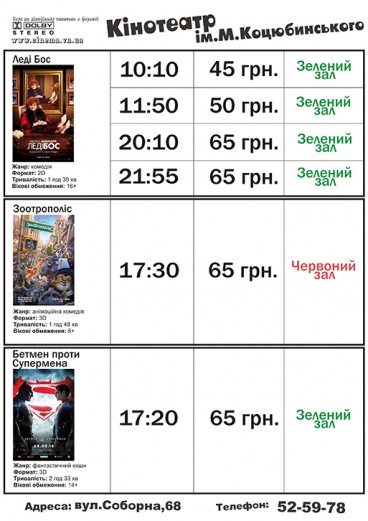 DOLBY
STEREO
www.cinema.vn.ua
Кінотеатр
ім.М.Коцюбинського
Леді Бос
ЛЕДІ БОС
Жанр: комедія
Формат: 2D
Тривалість: 1 год 39 хв
Вікові обмеження: 16+
10:10 45 грн. Зелений зал
11:50 50 грн. Зелений зал
20:10 65 грн. Зелений зал
21:55 65 грн. Зелений зал
Зоотрополіс
ЗООТРОПОЛІС
Жанр: анімаційна комедія
Формат: 3D
Тривалість: 1 год 48 хв
Вікові обмеження: 6+
17:30 65 грн. Червоний зал
Бетмен проти
Супермена
Жанр: фантастичний екшн
Формат: 3D
Тривалість: 2 год 33 хв
Вікові обмеження: 14+
17:20 65 грн. Зелений зал
Адреса: вул.Соборна,68 Телефон: 52-59-78